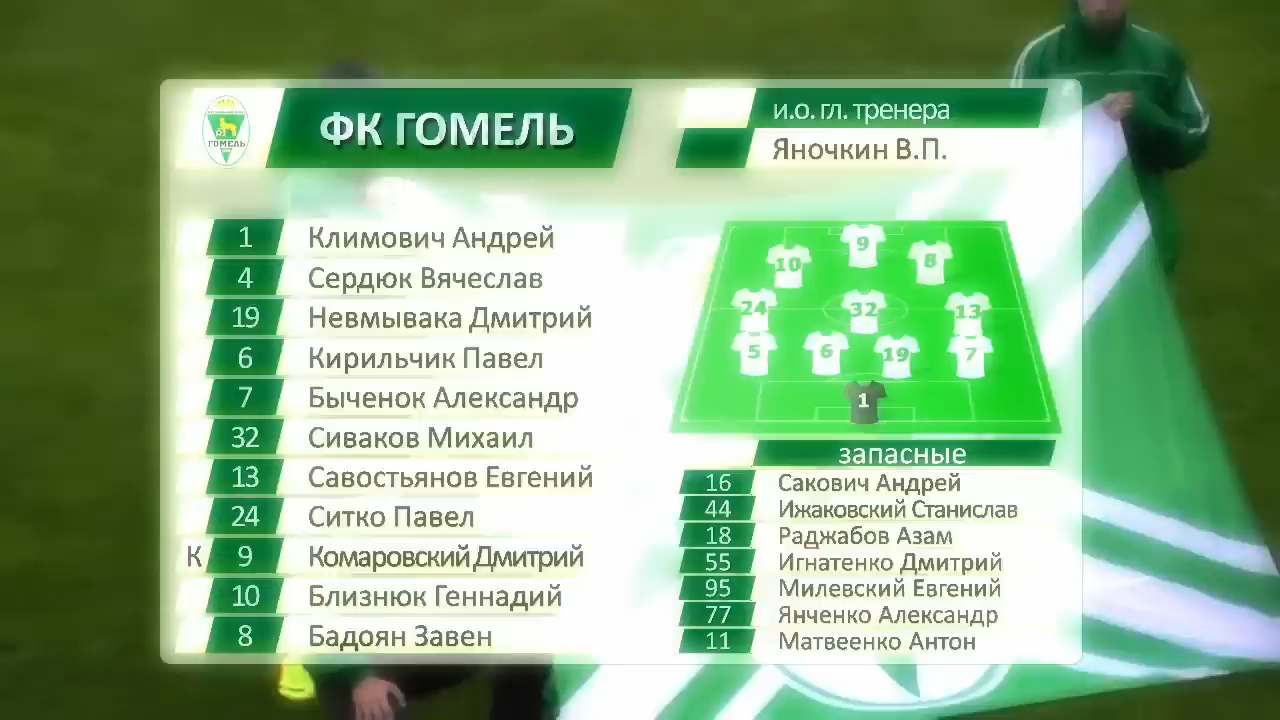 ГОМЕЛЬ
ФК ГОМЕЛЬ
и.о. гл. тренера
Яночкин В.П.
1 Климович Андрей
4 Сердюк Вячеслав
19 Невмывака Дмитрий
6 Кирильчик Павел
7 Быченок Александр
32 Сиваков Михаил
13 Савостьянов Евгений
24 Ситко Павел
К 9 Комаровский Дмитрий
10 Близнюк Геннадий
8 Бадоян Завен
9
10 8
24 32 13
5 6 19 7
1
запасные
16 Сакович Андрей
44 Ижаковский Станислав
18 Раджабов Азам
55 Игнатенко Дмитрий
95 Милевский Евгений
77 Янченко Александр
11 Матвеенко Антон